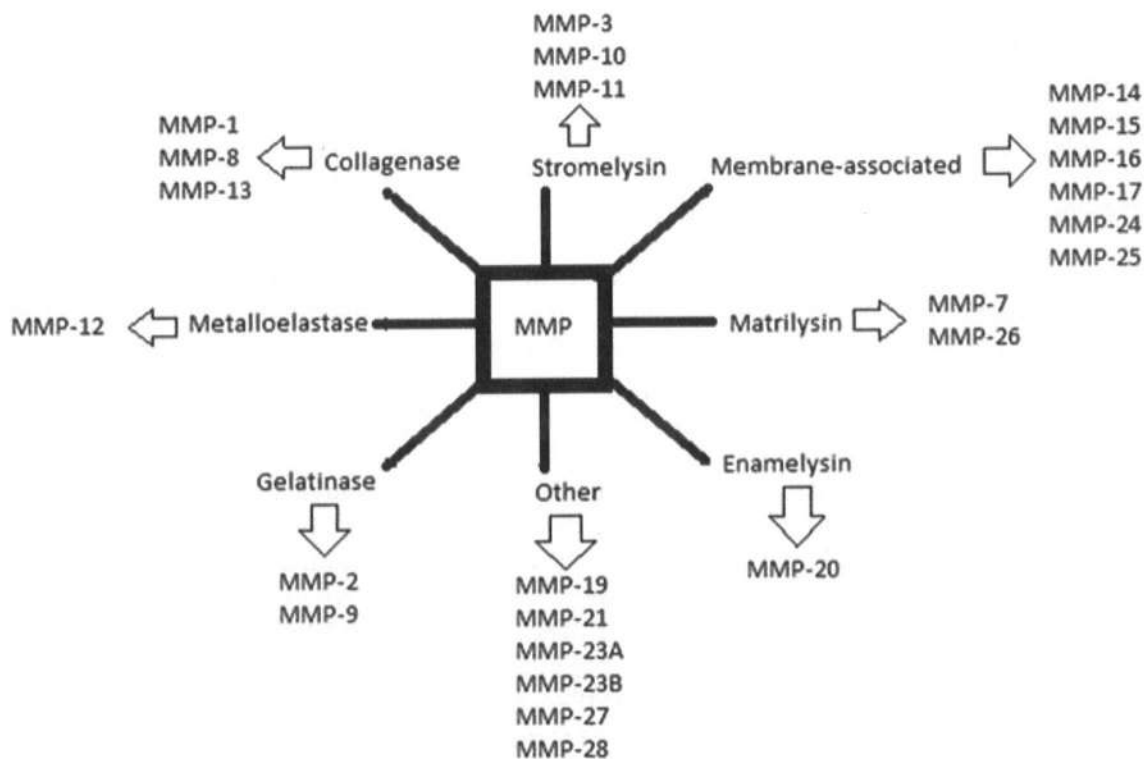 MMP-3
MMP-10
MMP-11
Stromelysin
MMP-14
MMP-15
MMP-16
MMP-17
MMP-24
MMP-25
Membrane-associated
MMP-1
MMP-8
MMP-13
Collagenase
MMP-12
Metalloelastase
MMP
Matrilysin
MMP-7
MMP-26
Gelatinase
MMP-2
MMP-9
Other
MMP-19
MMP-21
MMP-23A
MMP-23B
MMP-27
MMP-28
Enamelysin
MMP-20